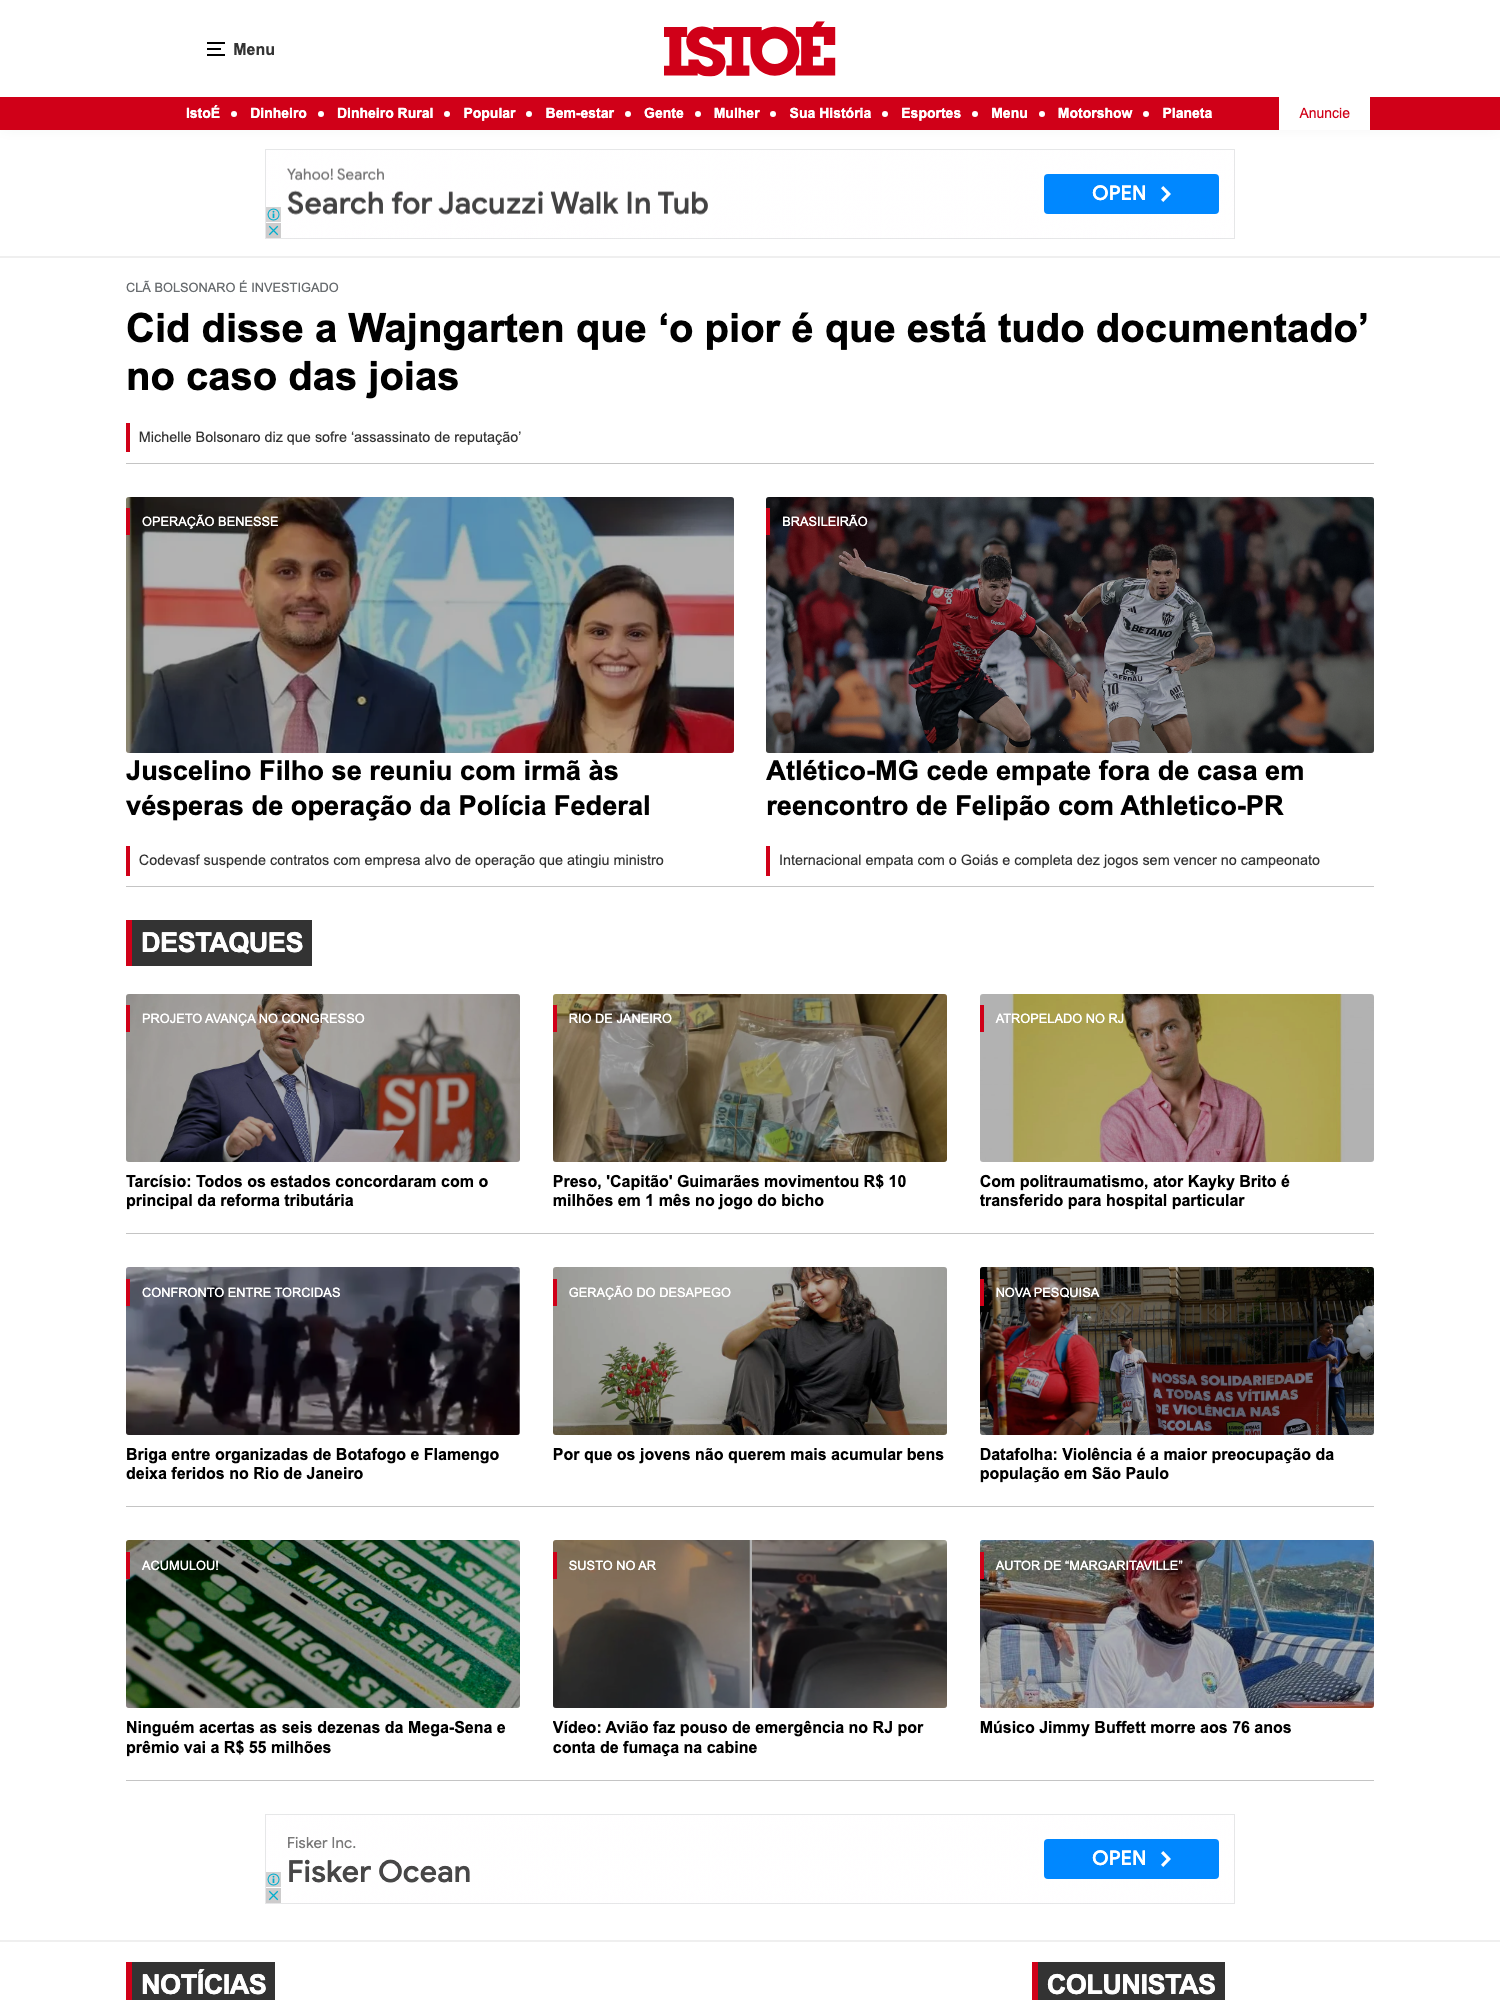 Menu
ISTOÉ
IstoÉ • Dinheiro • Dinheiro Rural • Popular • Bem-estar • Gente • Mulher • Sua História • Esportes • Menu • Motorshow • Planeta
Anuncie
Yahoo! Search
Search for Jacuzzi Walk In Tub
OPEN
CLÃ BOLSONARO É INVESTIGADO
Cid disse a Wajngarten que ‘o pior é que está tudo documentado’
no caso das joias
Michelle Bolsonaro diz que sofre ‘assassinato de reputação’
OPERAÇÃO BENESSE
Juscelino Filho se reuniu com irmã às
vésperas de operação da Polícia Federal
Codevasf suspende contratos com empresa alvo de operação que atingiu ministro
BRASILEIRÃO
BETANO
GERDAU
10
Atlético-MG cede empate fora de casa em
reencontro de Felipão com Athletico-PR
Internacional empata com o Goiás e completa dez jogos sem vencer no campeonato
DESTAQUES
PROJETO AVANÇA NO CONGRESSO
SP
Tarcísio: Todos os estados concordaram com o
principal da reforma tributária
RIO DE JANEIRO
Preso, 'Capitão' Guimarães movimentou R$ 10
milhões em 1 mês no jogo do bicho
ATROPELADO NO RJ
Com politraumatismo, ator Kayky Brito é
transferido para hospital particular
CONFRONTO ENTRE TORCIDAS
Briga entre organizadas de Botafogo e Flamengo
deixa feridos no Rio de Janeiro
GERAÇÃO DO DESAPEGO
Por que os jovens não querem mais acumular bens
NOVA PESQUISA
NOSSA SOLIDARIEDADE
A TODAS AS VÍTIMAS
DE VIOLÊNCIA NAS
ESCOLAS
Datafolha: Violência é a maior preocupação da
população em São Paulo
ACUMULOU!
MEGA-SENA
MEGA-SENA
MEGA-SENA
Ninguém acertas as seis dezenas da Mega-Sena e
prêmio vai a R$ 55 milhões
SUSTO NO AR
GOL
Vídeo: Avião faz pouso de emergência no RJ por
conta de fumaça na cabine
AUTOR DE “MARGARITAVILLE”
Músico Jimmy Buffett morre aos 76 anos
Fisker Inc.
Fisker Ocean
OPEN
NOTÍCIAS
COLUNISTAS